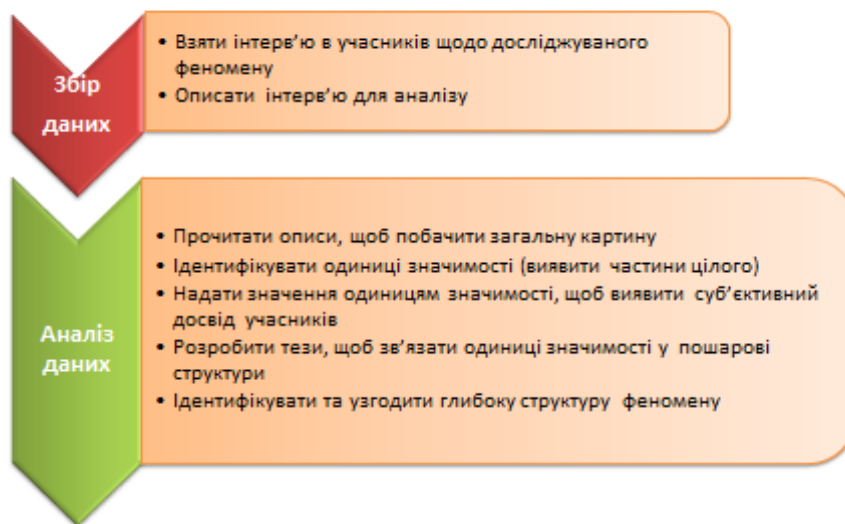 Збір
даних
• Взяти інтерв’ю в учасників щодо досліджуваного
феномену
• Описати інтерв’ю для аналізу
Аналіз
даних
• Прочитати описи, щоб побачити загальну картину
• Ідентифікувати одиниці значимості (виявити частини цілого)
• Надати значення одиницям значимості, щоб виявити суб’єктивний
досвід учасників
• Розробити тези, щоб зв’язати одиниці значимості у пошарові
структури
• Ідентифікувати та узгодити глибоку структуру феномену